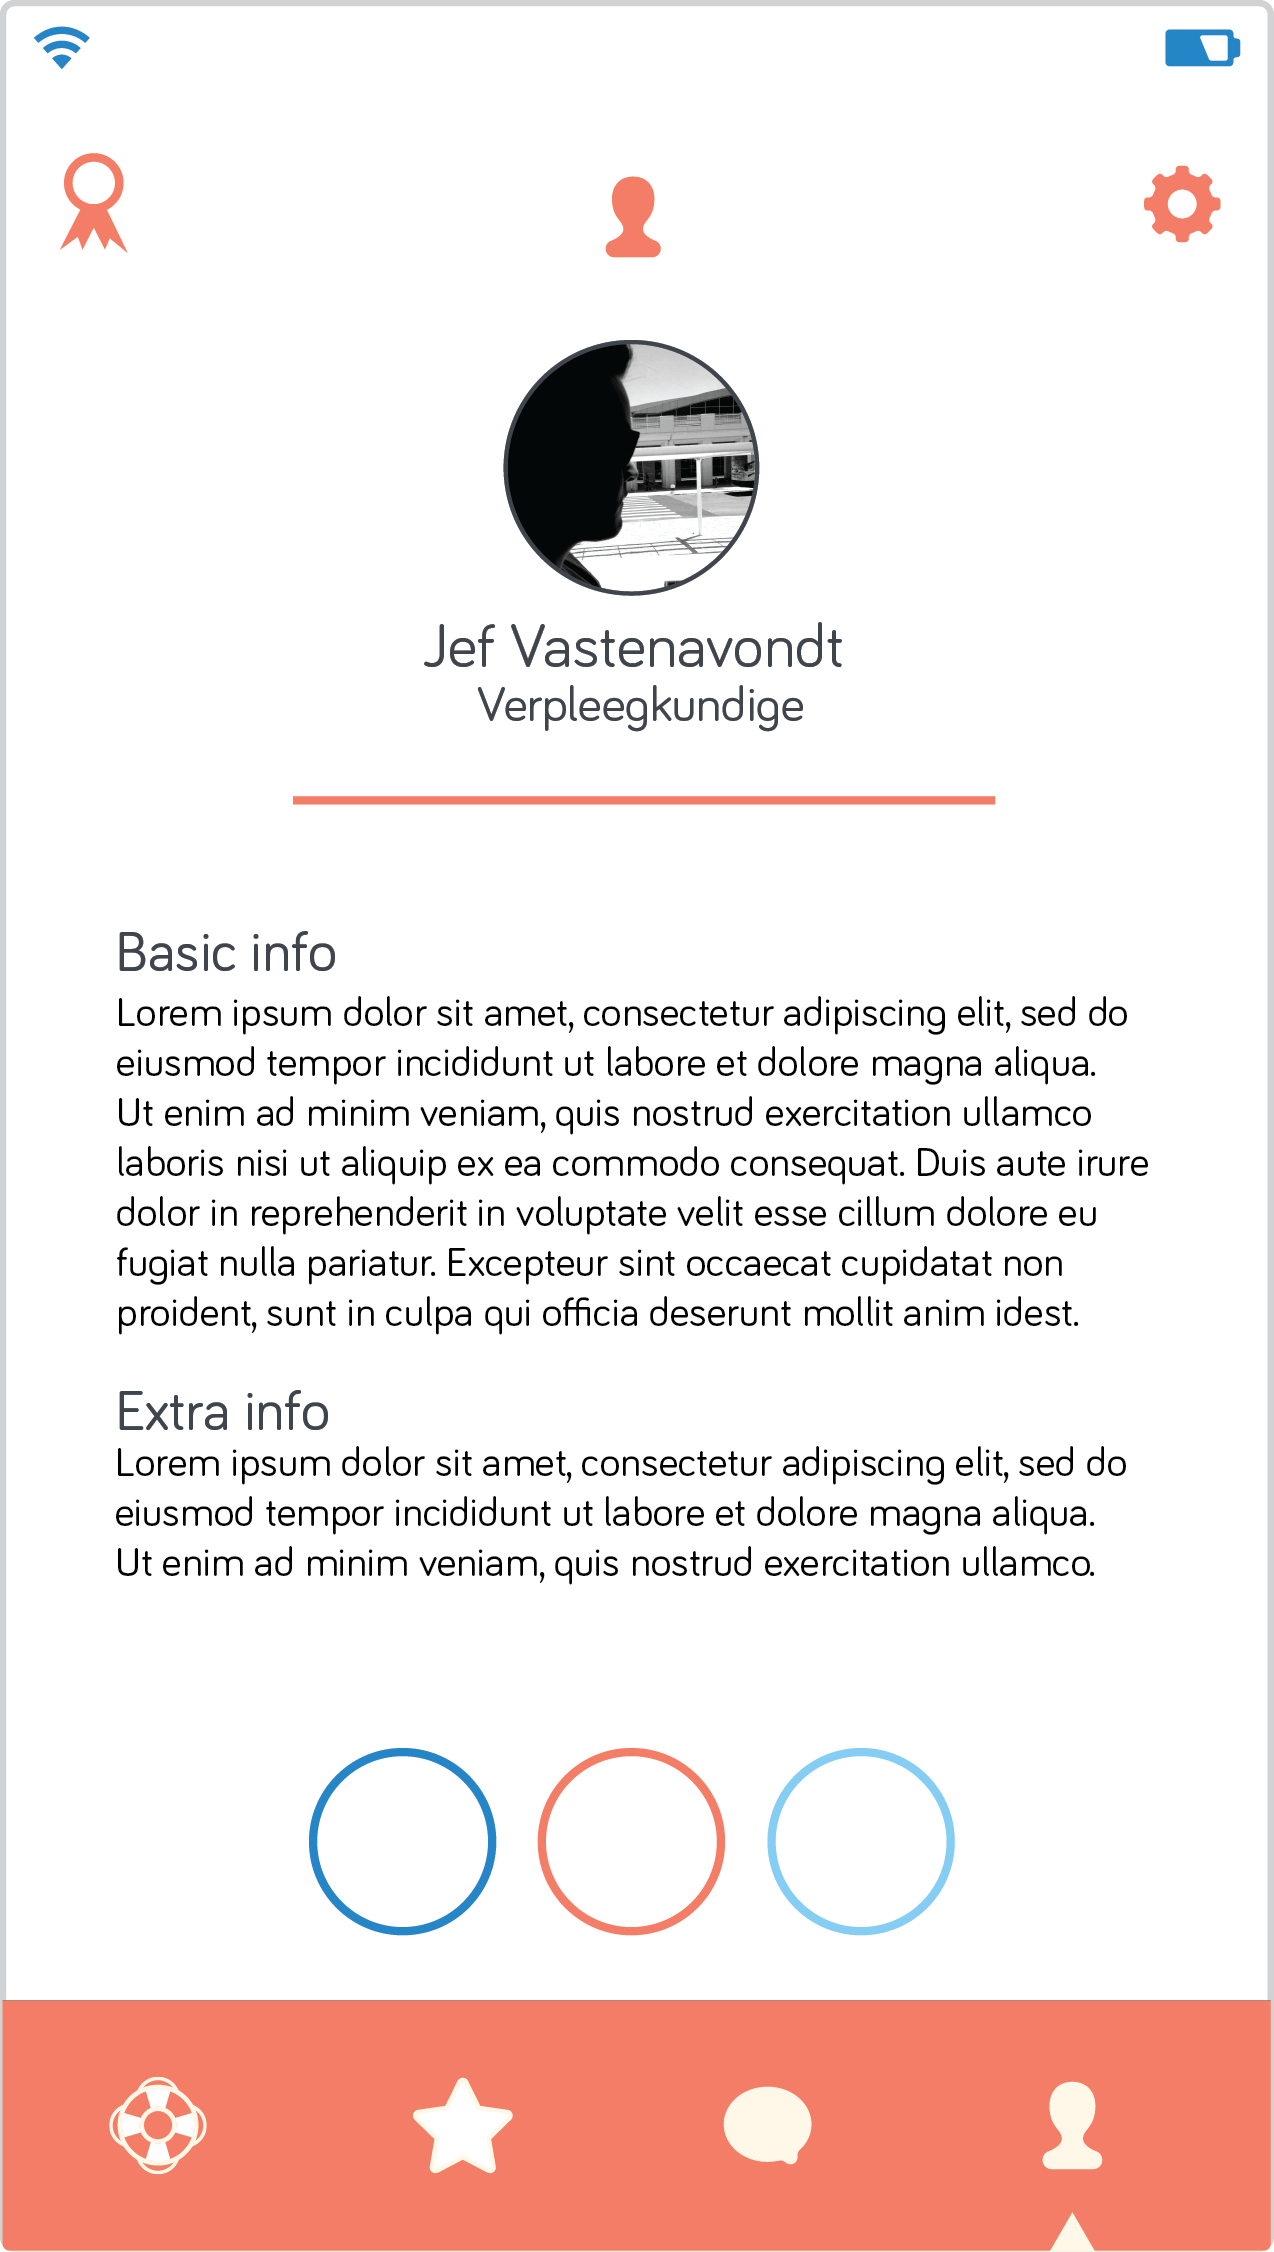 Jef Vastenavondt
Verpleegkundige
Basic info
Lorem ipsum dolor sit amet, consectetur adipiscing elit, sed do
eiusmod tempor incididunt ut labore et dolore magna aliqua.
Ut enim ad minim veniam, quis nostrud exercitation ullamco
laboris nisi ut aliquip ex ea commodo consequat. Duis aute irure
dolor in reprehenderit in voluptate velit esse cillum dolore eu
fugiat nulla pariatur. Excepteur sint occaecat cupidatat non
proident, sunt in culpa qui officia deserunt mollit anim idest.
Extra info
Lorem ipsum dolor sit amet, consectetur adipiscing elit, sed do
eiusmod tempor incididunt ut labore et dolore magna aliqua.
Ut enim ad minim veniam, quis nostrud exercitation ullamco.